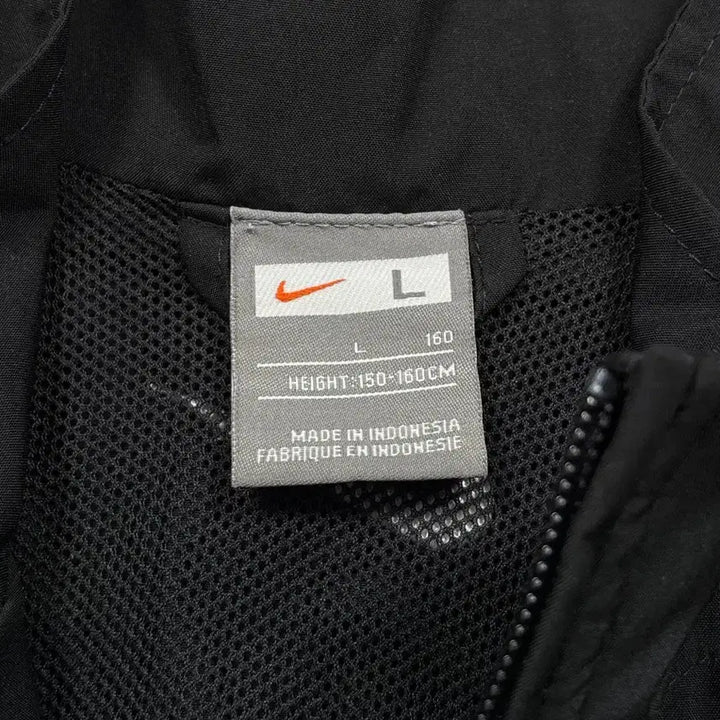 L
L 160
HEIGHT:150-160CM
MADE IN INDONESIA
FABRIQUE EN INDONESIE